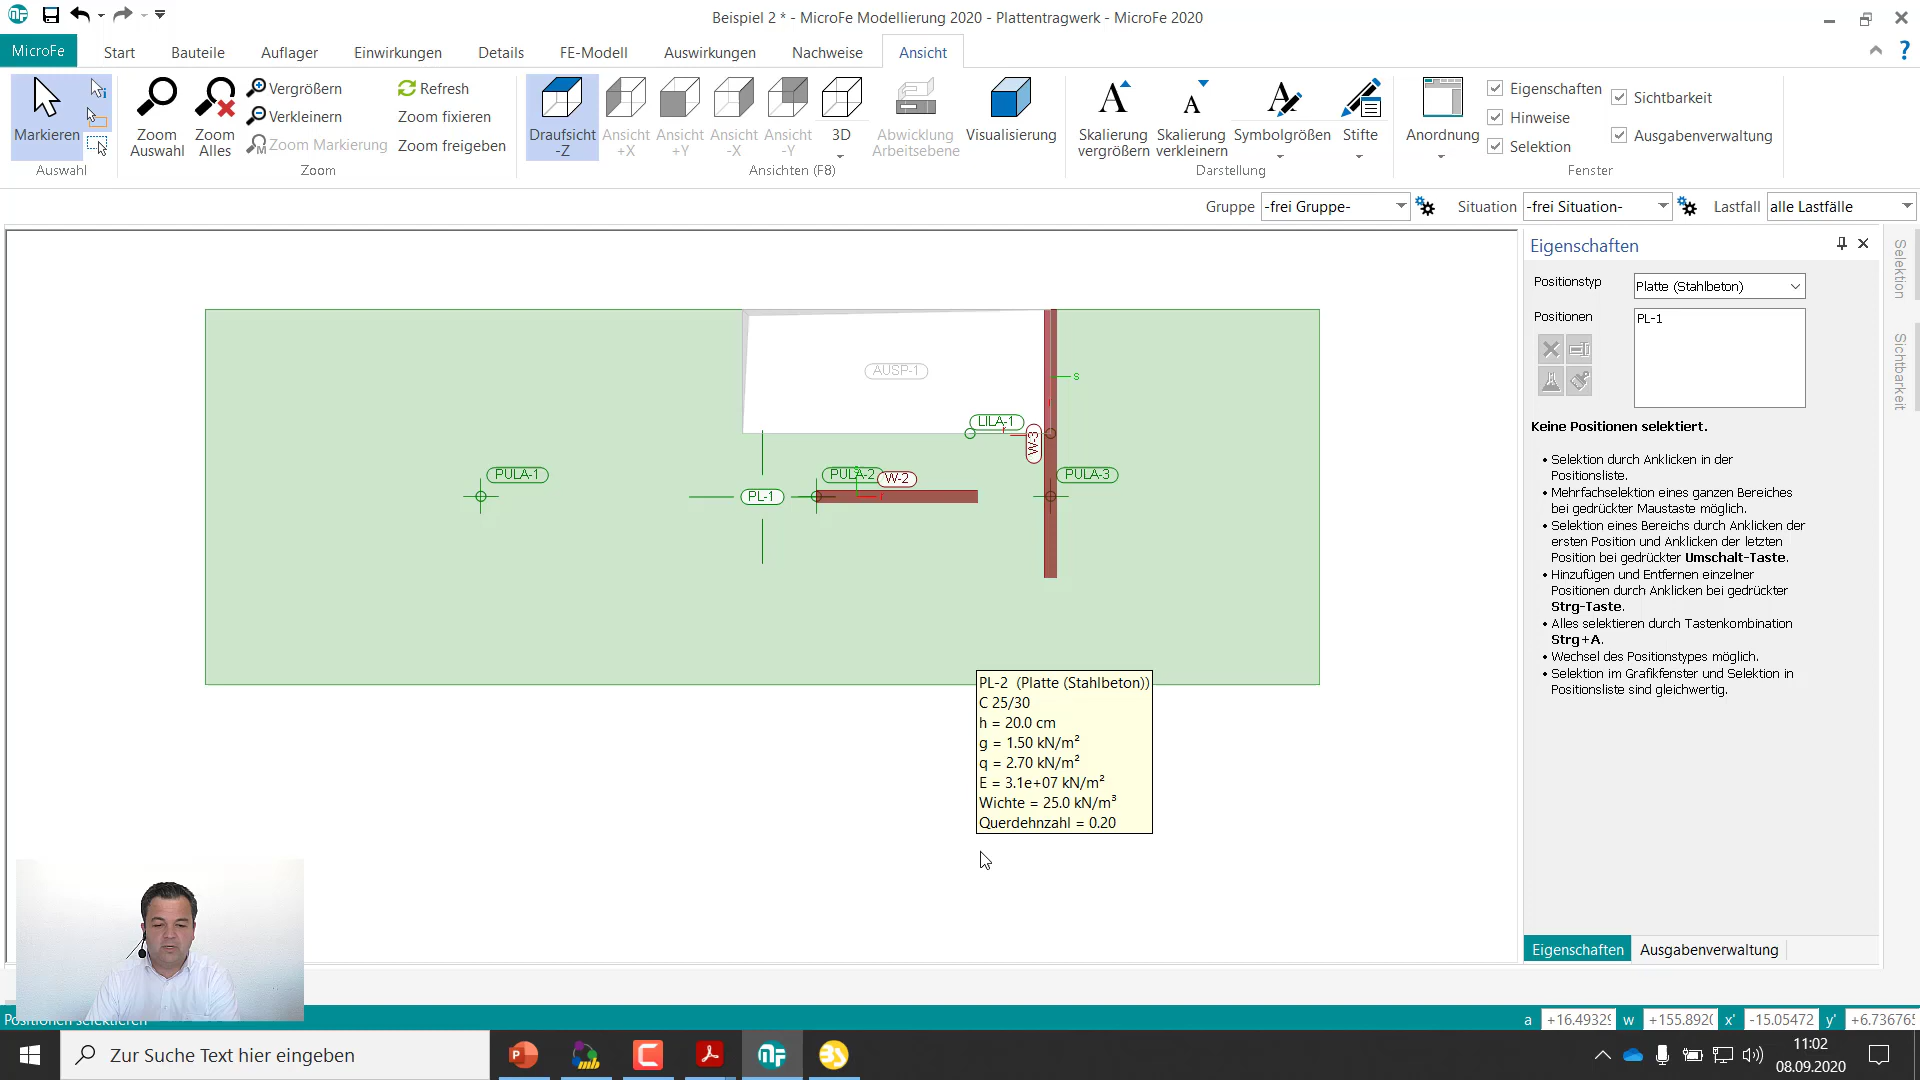 Beispiel 2 * - MicroFe Modellierung 2020 - Plattentragwerk - MicroFe 2020
MicroFe
Start
Bauteile
Auflager
Einwirkungen
Details
FE-Modell
Auswirkungen
Nachweise
Ansicht
Markieren
Auswahl
Zoom
Auswahl
Zoom
Alles
Vergrößern
Verkleinern
Zoom Markierung
Refresh
Zoom fixieren
Zoom freigeben
Zoom
Draufsicht
-Z
Ansicht
+X
Ansicht
+Y
Ansicht
-X
Ansicht
-Y
3D
Abwicklung
Arbeitsebene
Visualisierung
Ansichten (F8)
Skalierung
vergrößern
Skalierung
verkleinern
Symbolgrößen
Stifte
Darstellung
Anordnung
Eigenschaften
Hinweise
Selektion
Sichtbarkeit
Ausgabenverwaltung
Fenster
Gruppe
-frei Gruppe-
Situation
-frei Situation-
Lastfall
alle Lastfälle
AUSP-1
s
LILA-1
W-3
PULA-1
PULA-2
W-2
PULA-3
PL-1
r
PL-2 (Platte (Stahlbeton))
C 25/30
h = 20.0 cm
g = 1.50 kN/m²
q = 2.70 kN/m²
E = 3.1e+07 kN/m²
Wichte = 25.0 kN/m³
Querdehnzahl = 0.20
Eigenschaften
Positionstyp
Platte (Stahlbeton)
Positionen
PL-1
Keine Positionen selektiert.
• Selektion durch Anklicken in der
Positionsliste.
• Mehrfachselektion eines ganzen Bereiches
bei gedrückter Maustaste möglich.
• Selektion eines Bereichs durch Anklicken der
ersten Position und Anklicken der letzten
Position bei gedrückter Umschalt-Taste.
• Hinzufügen und Entfernen einzelner
Positionen durch Anklicken bei gedrückter
Strg-Taste.
• Alles selektieren durch Tastenkombination
Strg+A.
• Wechsel des Positionstypes möglich.
• Selektion im Grafikfenster und Selektion in
Positionsliste sind gleichwertig.
Eigenschaften
Ausgabenverwaltung
Selektion
Sichtbarkeit
Positionen selektieren
a
+16.4932
w
+155.892
x'
-15.05472
y'
+6.73676
Zur Suche Text hier eingeben
11:02
08.09.2020